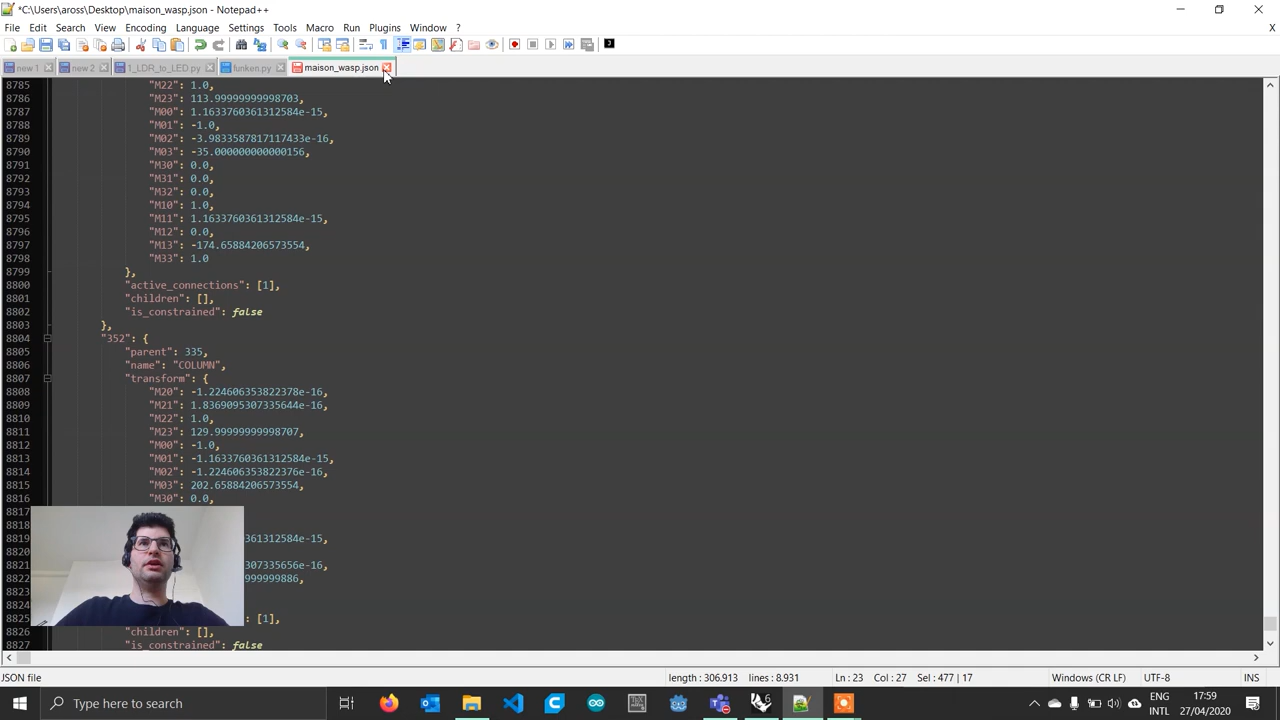 *C:\Users\aross\Desktop\maison_wasp.json - Notepad++
File Edit Search View Encoding Language Settings Tools Macro Run Plugins Window ? X
new 1 new 2 1_LDR_to_LED.py funken.py maison_wasp.json
8785 "M22": 1.0,
8786 "M23": 113.99999999998703,
8787 "M00": 1.1633760361312584e-15,
8788 "M01": -1.0,
8789 "M02": -3.9833587817117433e-16,
8790 "M03": -35.000000000000156,
8791 "M30": 0.0,
8792 "M31": 0.0,
8793 "M32": 0.0,
8794 "M10": 1.0,
8795 "M11": 1.1633760361312584e-15,
8796 "M12": 0.0,
8797 "M13": -174.65884206573554,
8798 "M33": 1.0
8799 },
8800 "active_connections": [1],
8801 "children": [],
8802 "is_constrained": false
8803 },
8804 "352": {
8805 "parent": 335,
8806 "name": "COLUMN",
8807 "transform": {
8808 "M20": -1.224606353822378e-16,
8809 "M21": 1.8369095307335644e-16,
8810 "M22": 1.0,
8811 "M23": 129.99999999998707,
8812 "M00": -1.0,
8813 "M01": -1.1633760361312584e-15,
8814 "M02": -1.224606353822376e-16,
8815 "M03": 202.65884206573554,
8816 "M30": 0.0,
8817
8818
8819 361312584e-15,
8820
8821 307335656e-16,
8822 999999886,
8823
8824
8825 : [1],
8826 "children": [],
8827 "is_constrained": false
JSON file length : 306.913 lines : 8.931 Ln : 23 Col : 27 Sel : 477 | 17 Windows (CR LF) UTF-8 INS
Type here to search ENG 17:59
INTL 27/04/2020